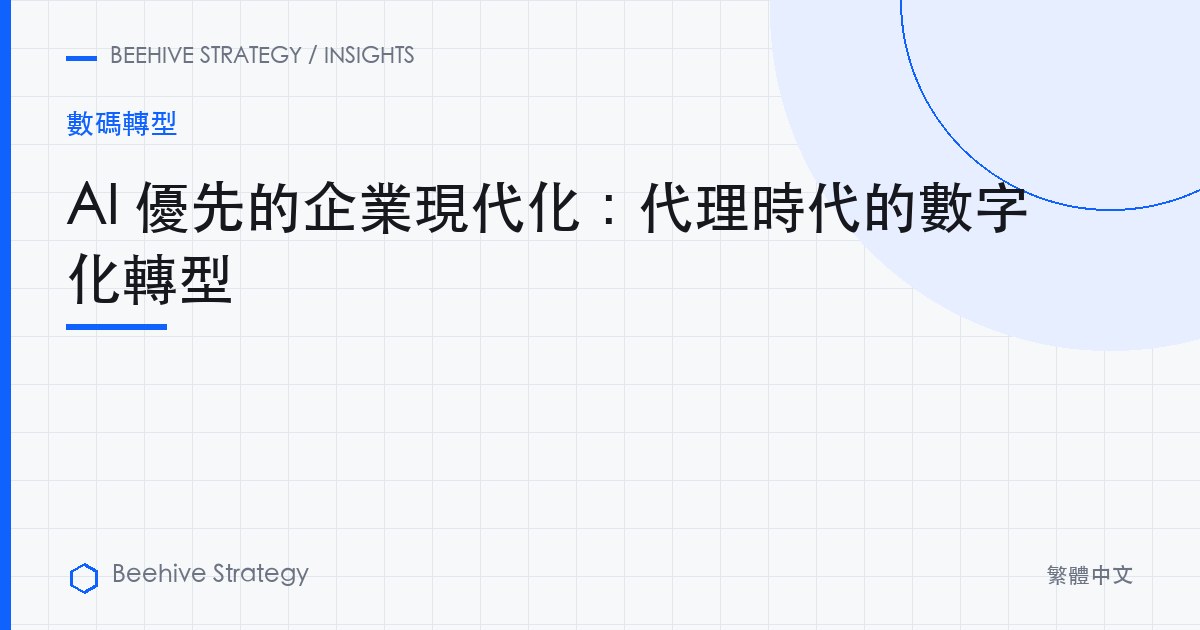 BEEHIVE STRATEGY / INSIGHTS
數碼轉型
AI 優先的企業現代化：代理時代的數字
化轉型
Beehive Strategy
繁體中文